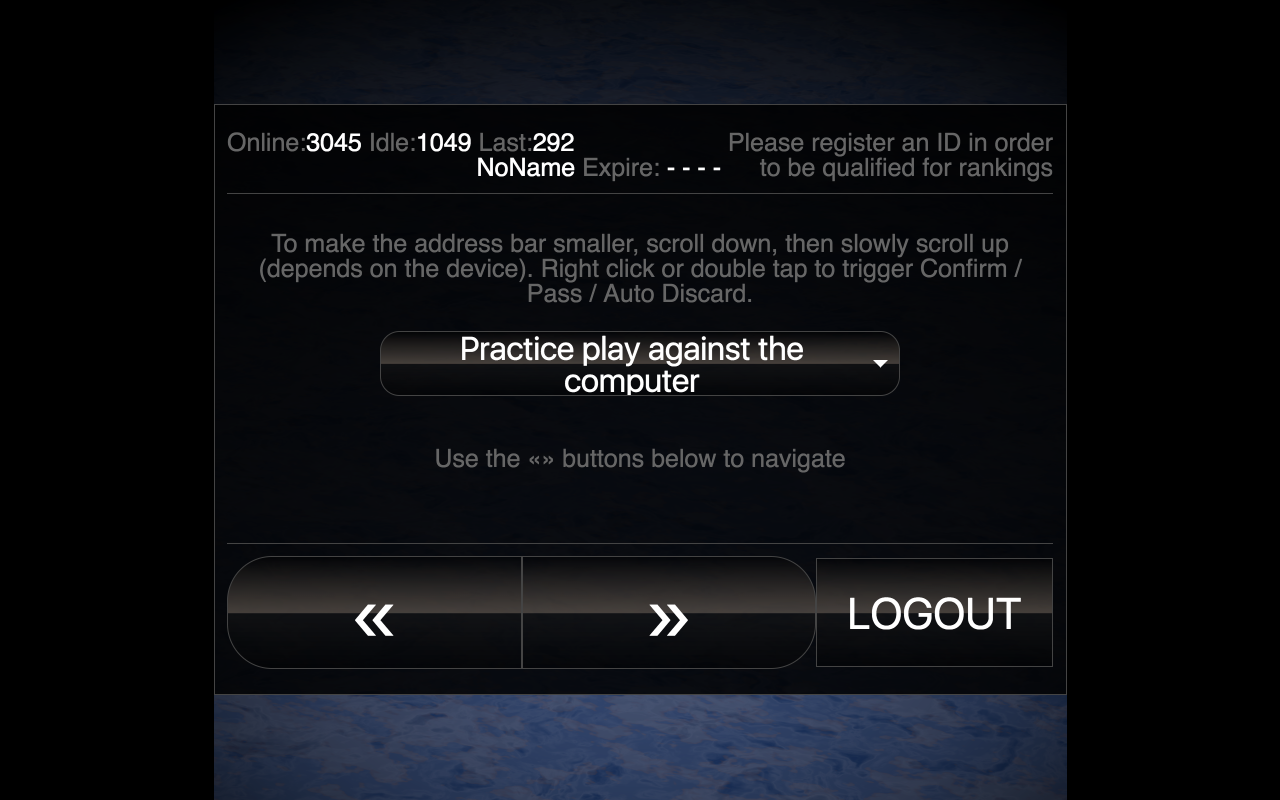 Online:3045 Idle:1049 Last:292
NoName Expire: - - - -
Please register an ID in order
to be qualified for rankings
To make the address bar smaller, scroll down, then slowly scroll up
(depends on the device). Right click or double tap to trigger Confirm /
Pass / Auto Discard.
Practice play against the
computer
Use the «» buttons below to navigate
«
»
LOGOUT